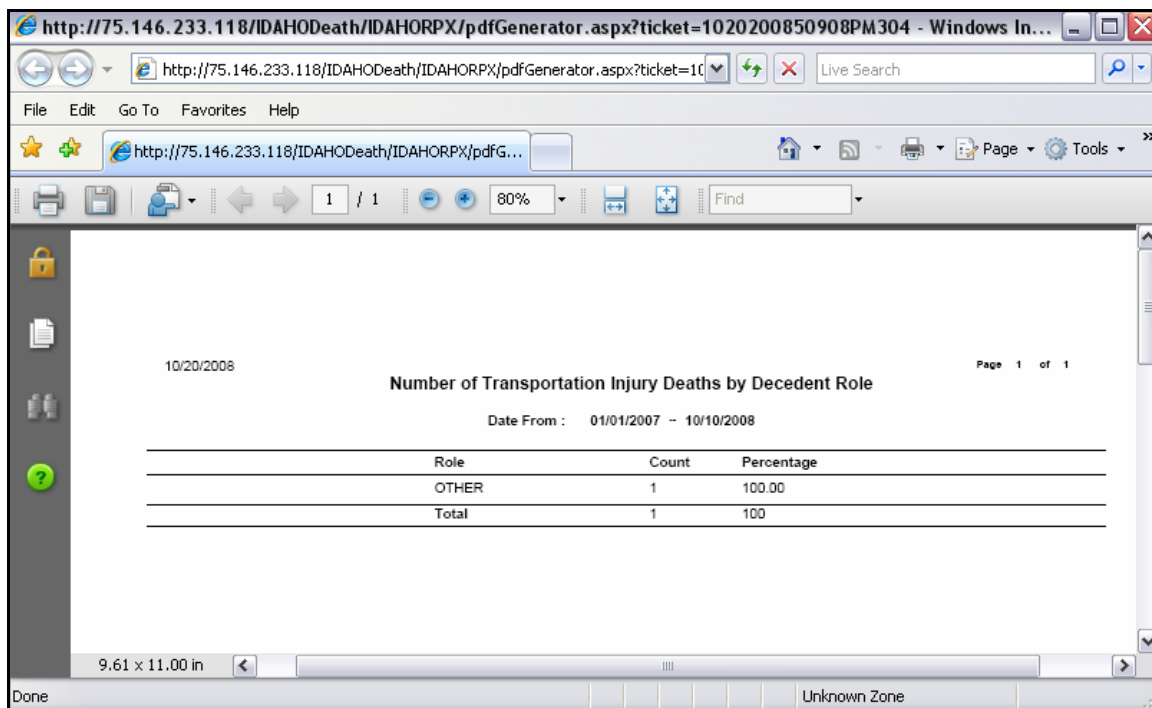 http://75.146.233.118/IDAHODeath/IDAHORPX/pdfGenerator.aspx?ticket=1020200850908PM304 - Windows In...
http://75.146.233.118/IDAHODeath/IDAHORPX/pdfGenerator.aspx?ticket=10 Live Search
File Edit Go To Favorites Help
http://75.146.233.118/IDAHODeath/IDAHORPX/pdfG... Page Tools »
1 / 1 80% Find
10/20/2008 Page 1 of 1
Number of Transportation Injury Deaths by Decedent Role
Date From : 01/01/2007 -- 10/10/2008
Role Count Percentage
OTHER 1 100.00
Total 1 100
9.61 x 11.00 in
Done Unknown Zone